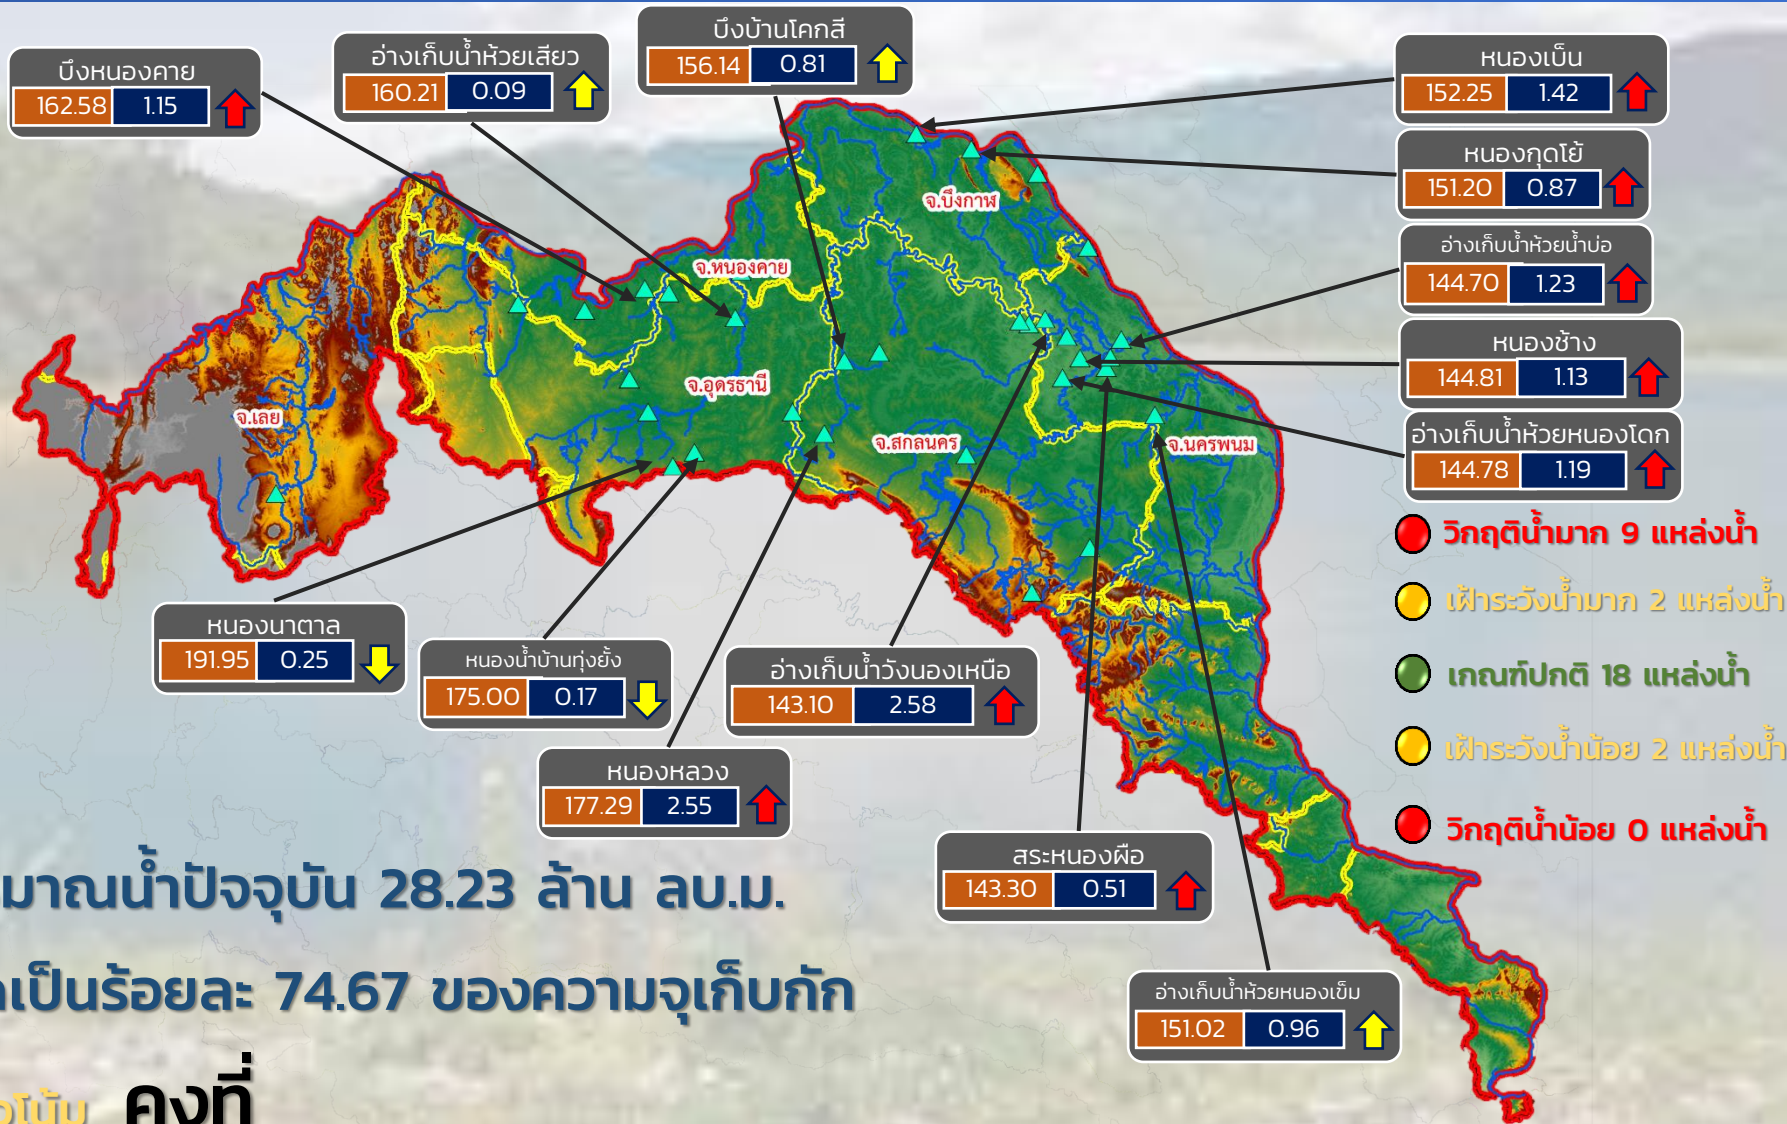 บึงหนองคาย
162.58 1.15
อ่างเก็บน้ำห้วยเสียว
160.21 0.09
บึงบ้านโคกสี
156.14 0.81
หนองเบ็น
152.25 1.42
หนองกุดโย้
151.20 0.87
อ่างเก็บน้ำห้วยน้ำบ่อ
144.70 1.23
หนองช้าง
144.81 1.13
อ่างเก็บน้ำห้วยหนองโดก
144.78 1.19
จ.บึงกาฬ
จ.หนองคาย
จ.อุดรธานี
จ.เลย
จ.สกลนคร
จ.นครพนม
วิกฤติน้ำมาก 9 แหล่งน้ำ
เฝ้าระวังน้ำมาก 2 แหล่งน้ำ
เกณฑ์ปกติ 18 แหล่งน้ำ
เฝ้าระวังน้ำน้อย 2 แหล่งน้ำ
วิกฤติน้ำน้อย 0 แหล่งน้ำ
หนองนาตาล
191.95 0.25
หนองน้ำบ้านทุ่งยั้ง
175.00 0.17
อ่างเก็บน้ำวังนองเหนือ
143.10 2.58
หนองหลวง
177.29 2.55
สระหนองผือ
143.30 0.51
อ่างเก็บน้ำห้วยหนองเข็ม
151.02 0.96
มาณน้ำปัจจุบัน 28.23 ล้าน ลบ.ม.
เป็นร้อยละ 74.67 ของความจุเก็บกัก
โน้ม คงที่